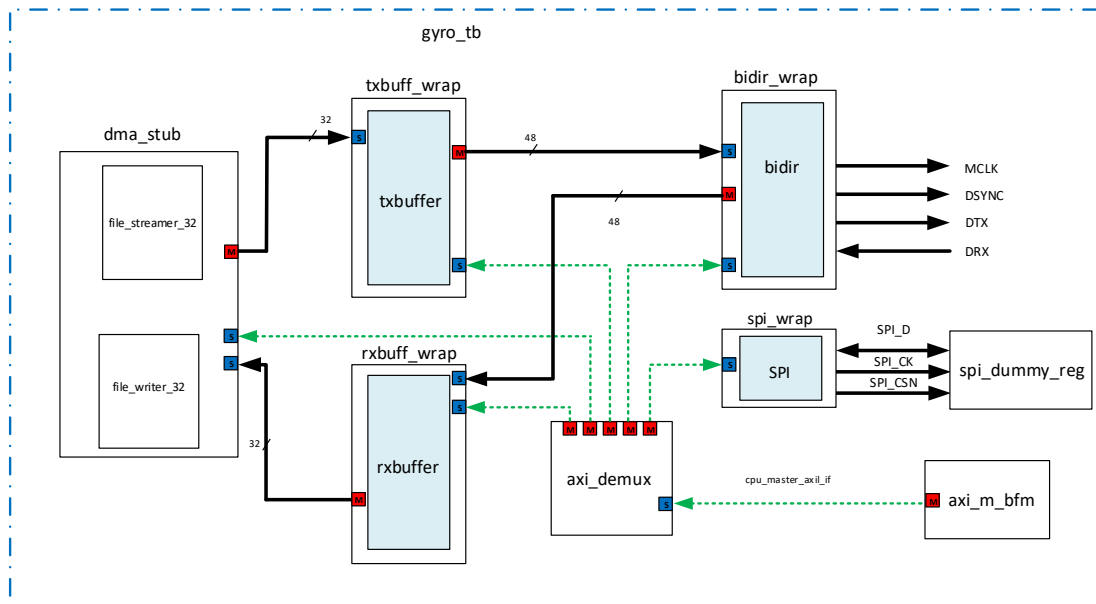 gyro_tb
txbuff_wrap
bidir_wrap
dma_stub
32
48
S
S
M
file_streamer_32
txbuffer
bidir
MCLK
DSYNC
M
DTX
48
M
DRX
S
S
spi_wrap
SPI_D
S
rxbuff_wrap
S
S
SPI
SPI_CK
spi_dummy_reg
file_writer_32
S
SPI_CSN
S
M
M
M
M
M
32
rxbuffer
axi_demux
cpu_master_axil_if
M
S
M
axi_m_bfm